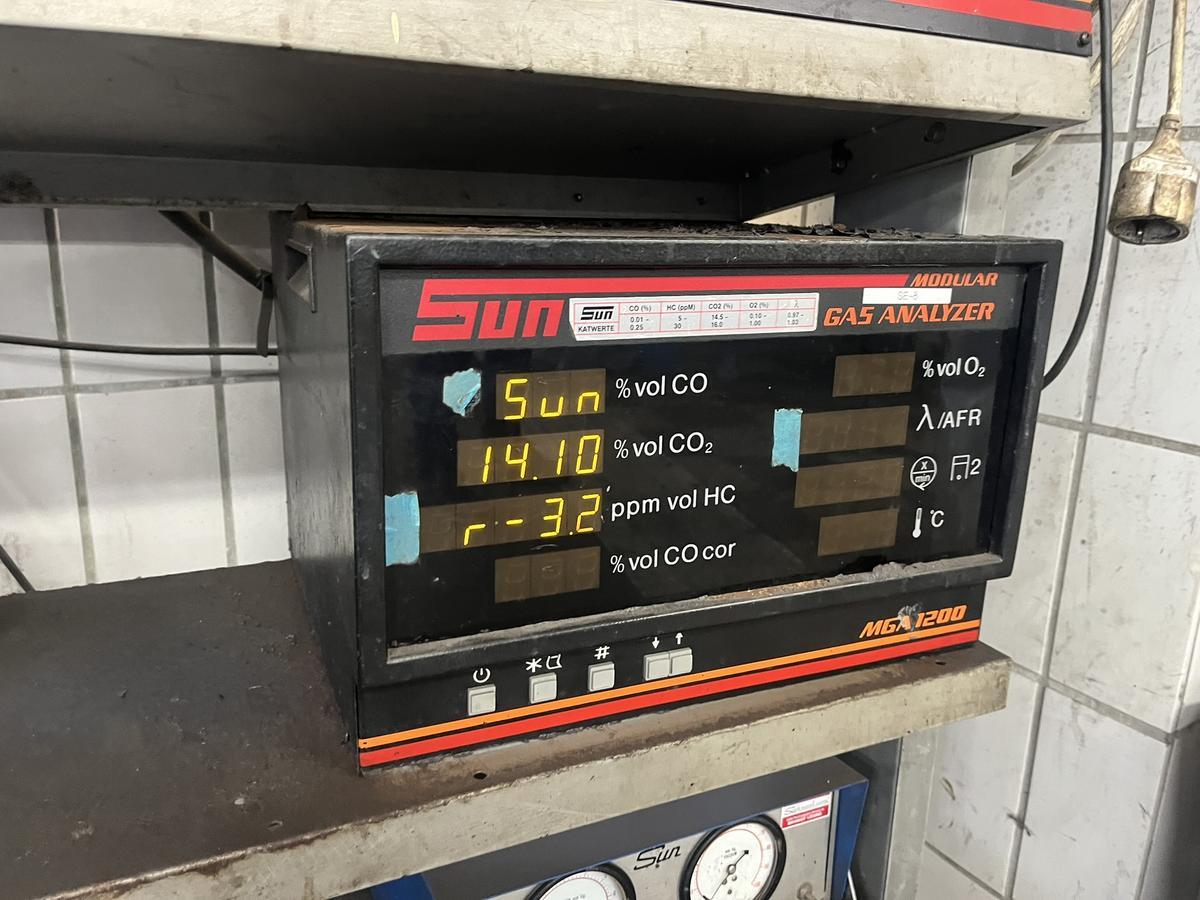 Sun
Sun CO (%) HC (ppM) CO2 (%) O2 (%) λ
KATWERTE 0.01 - 0.25 5 - 30 14.5 - 16.0 0.10 - 1.00 0.97 - 1.03
MODULAR
GAS ANALYZER
Sun % vol CO
14.10 % vol CO₂
r - 3.2 ppm vol HC
% vol CO cor
% vol O₂
λ/AFR
x/min 2
°C
MGA 1200
* #
↓ ↑
Sun